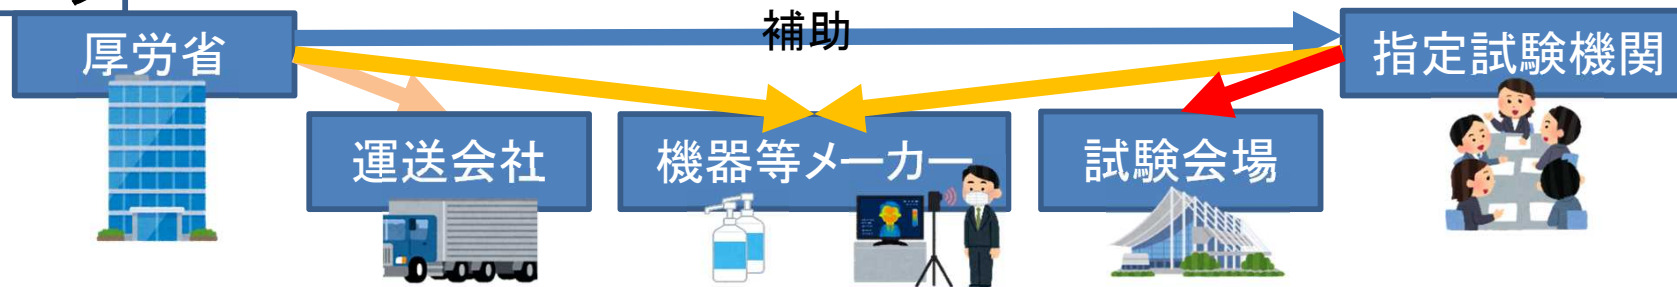 補助
厚労省
指定試験機関
運送会社
機器等メーカー
試験会場